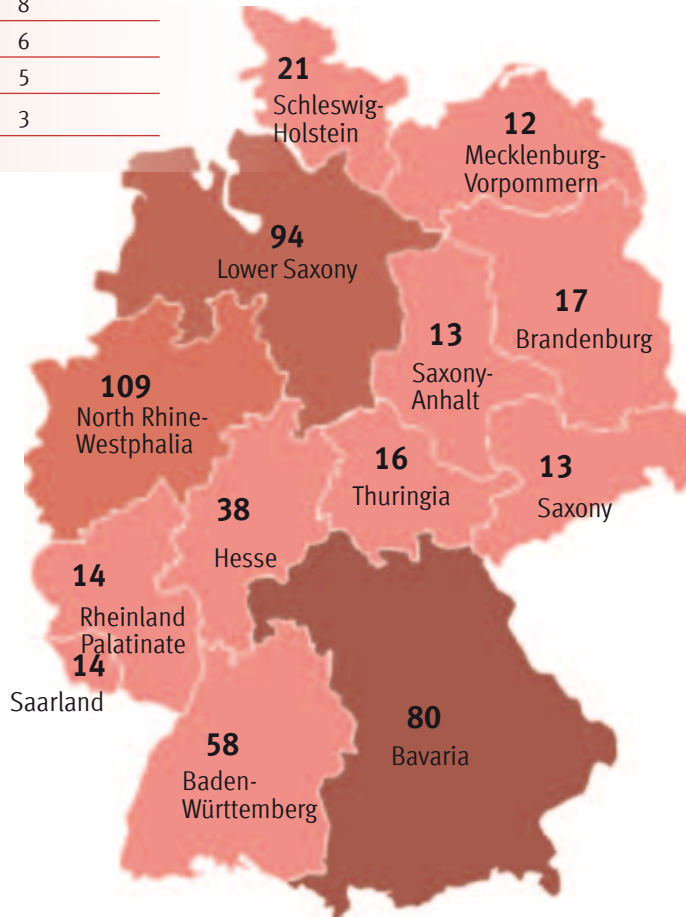 8
6
5
3
21
Schleswig-
Holstein
12
Mecklenburg-
Vorpommern
94
Lower Saxony
17
Brandenburg
13
Saxony-
Anhalt
109
North Rhine-
Westphalia
16
Thuringia
13
Saxony
38
Hesse
14
Rheinland
Palatinate
14
Saarland
80
Bavaria
58
Baden-
Württemberg